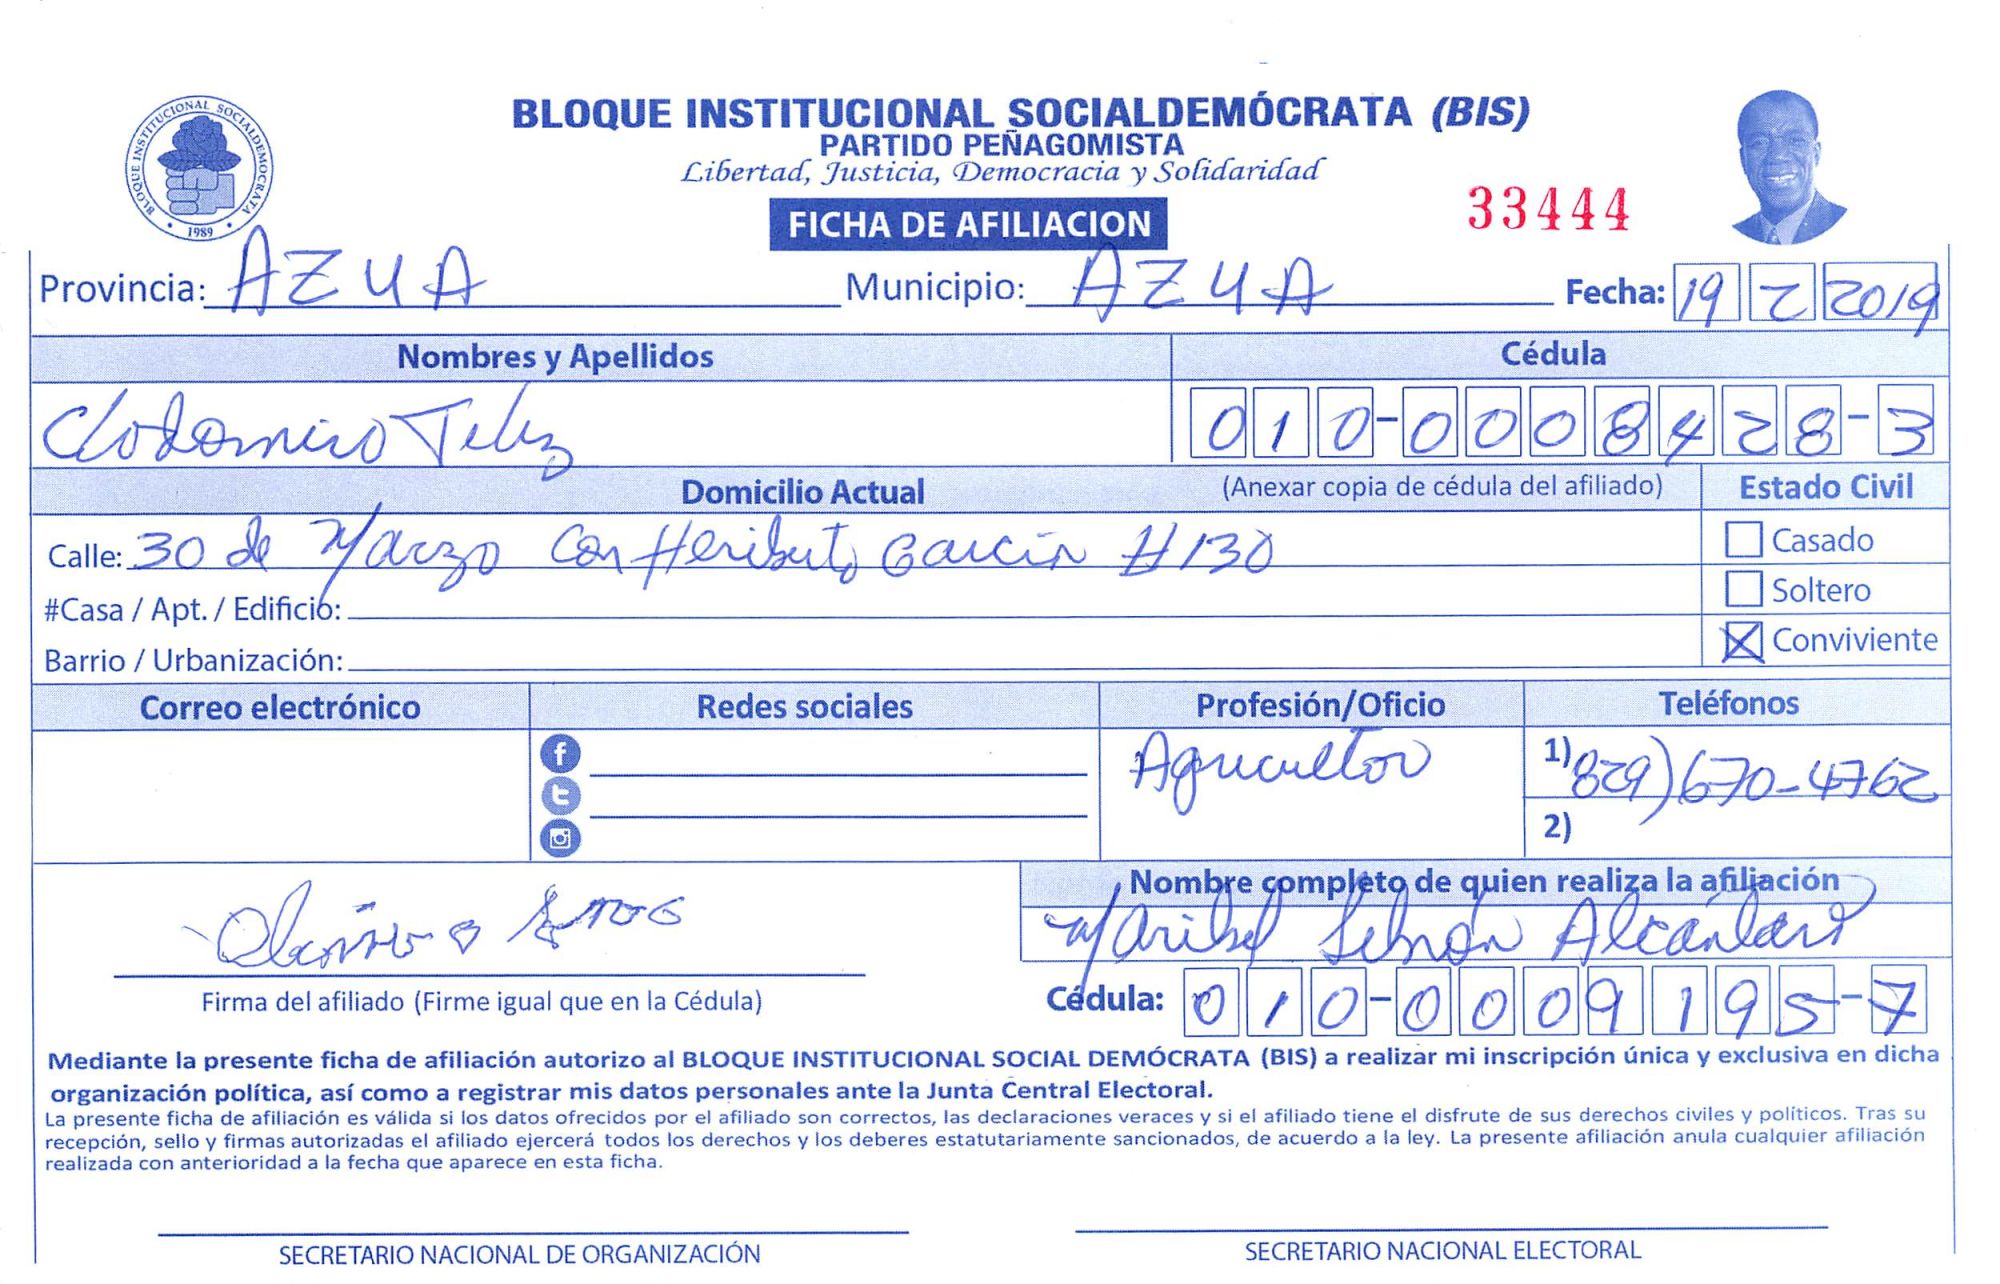 BLOQUE INSTITUCIONAL SOCIALDEMÓCRATA (BIS)
PARTIDO PEÑAGOMISTA
Libertad, Justicia, Democracia y Solidaridad
BLOQUE INSTITUCIONAL SOCIALDEMOCRATA
1989
FICHA DE AFILIACION
33444
Provincia: AZUA Municipio: AZUA Fecha: 19 2 2019
Nombres y Apellidos Cédula
Clodomiro 010-0008428-3
Domicilio Actual (Anexar copia de cédula del afiliado) Estado Civil
Calle: 30 de Marzo Con Heriberto Garcia #130 Casado
#Casa / Apt. / Edificio: Soltero
Barrio / Urbanización: Conviviente
Correo electrónico Redes sociales Profesión/Oficio Teléfonos
Agricultor 1) 829) 670-4762
2)
Nombre completo de quien realiza la afiliación
Maribel Alcántara
Firma del afiliado (Firme igual que en la Cédula) Cédula: 010-0009195-7
Mediante la presente ficha de afiliación autorizo al BLOQUE INSTITUCIONAL SOCIAL DEMÓCRATA (BIS) a realizar mi inscripción única y exclusiva en dicha
organización política, así como a registrar mis datos personales ante la Junta Central Electoral.
La presente ficha de afiliación es válida si los datos ofrecidos por el afiliado son correctos, las declaraciones veraces y si el afiliado tiene el disfrute de sus derechos civiles y políticos. Tras su
recepción, sello y firmas autorizadas el afiliado ejercerá todos los derechos y los deberes estatutariamente sancionados, de acuerdo a la ley. La presente afiliación anula cualquier afiliación
realizada con anterioridad a la fecha que aparece en esta ficha.
SECRETARIO NACIONAL DE ORGANIZACIÓN SECRETARIO NACIONAL ELECTORAL